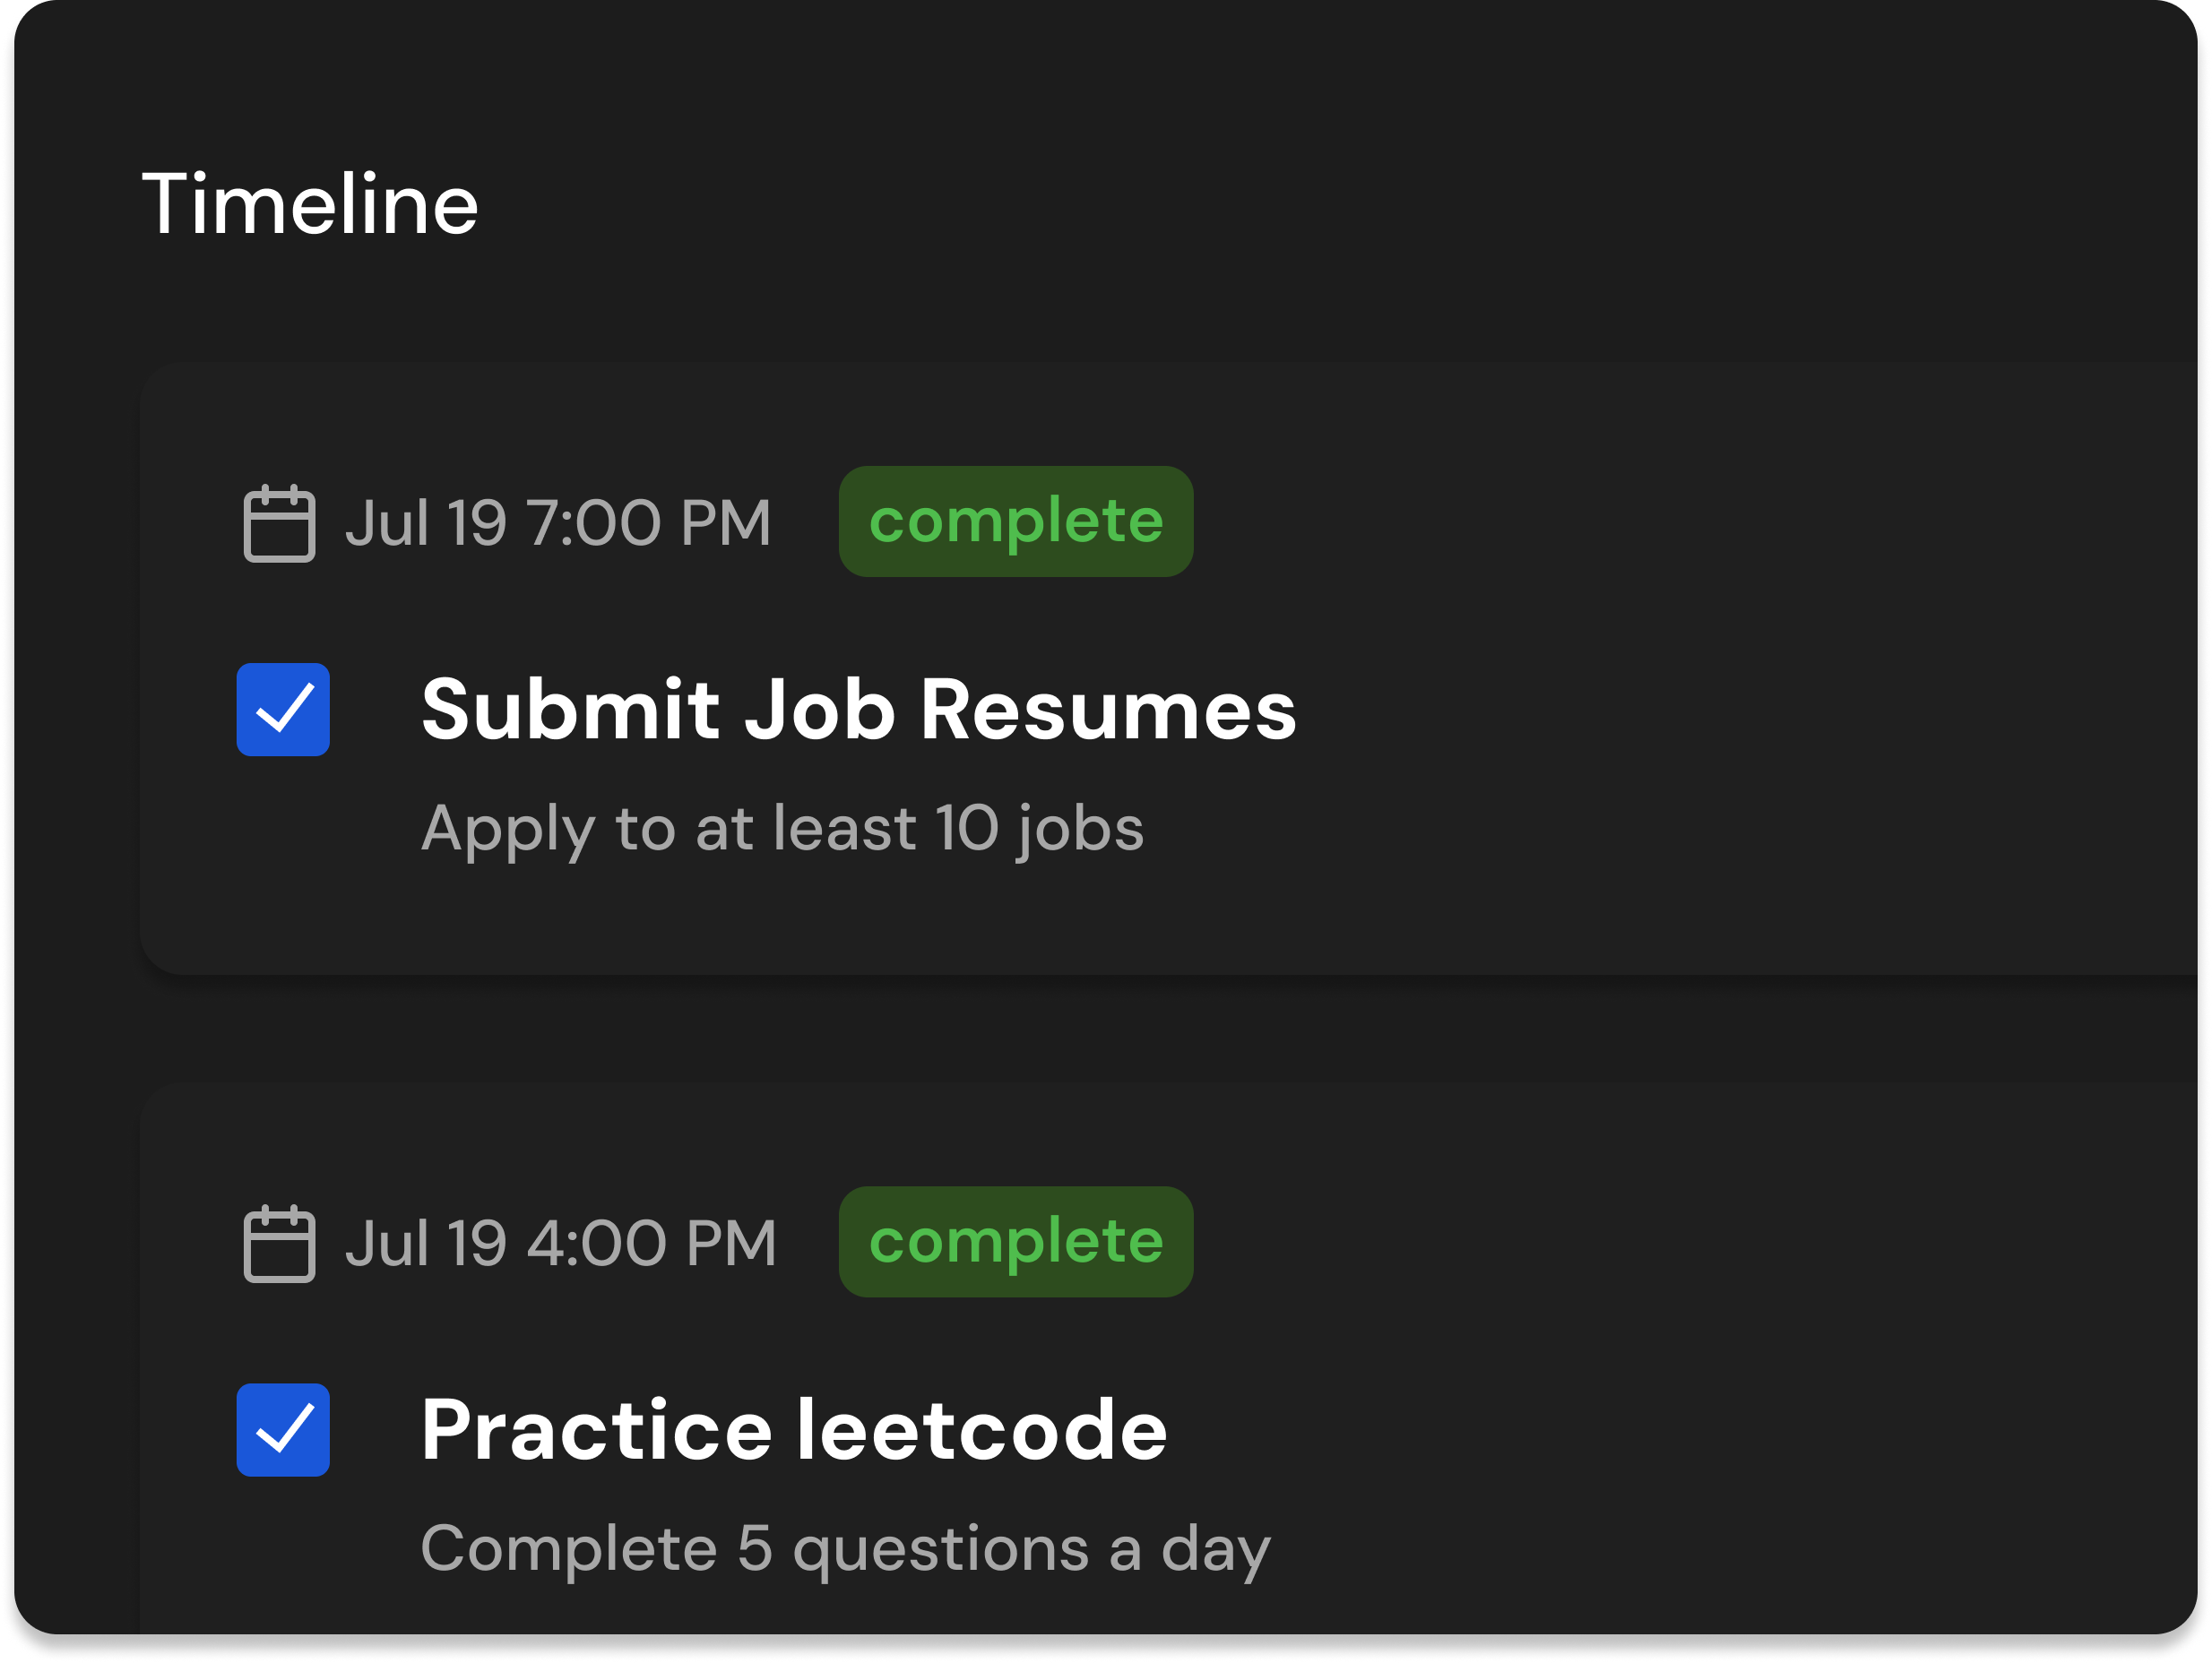 Timeline
Jul 19 7:00 PM complete
Submit Job Resumes
Apply to at least 10 jobs
Jul 19 4:00 PM complete
Practice leetcode
Complete 5 questions a day